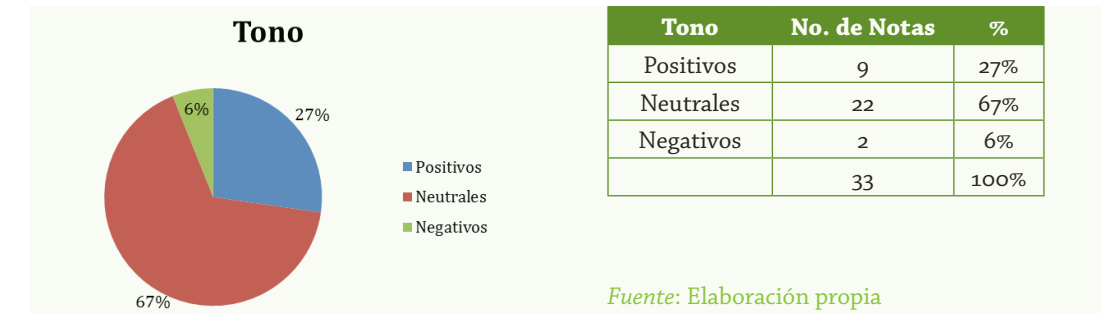 Tono
6%
27%
67%
Positivos
Neutrales
Negativos
Tono No. de Notas %
Positivos 9 27%
Neutrales 22 67%
Negativos 2 6%
33 100%
Fuente: Elaboración propia